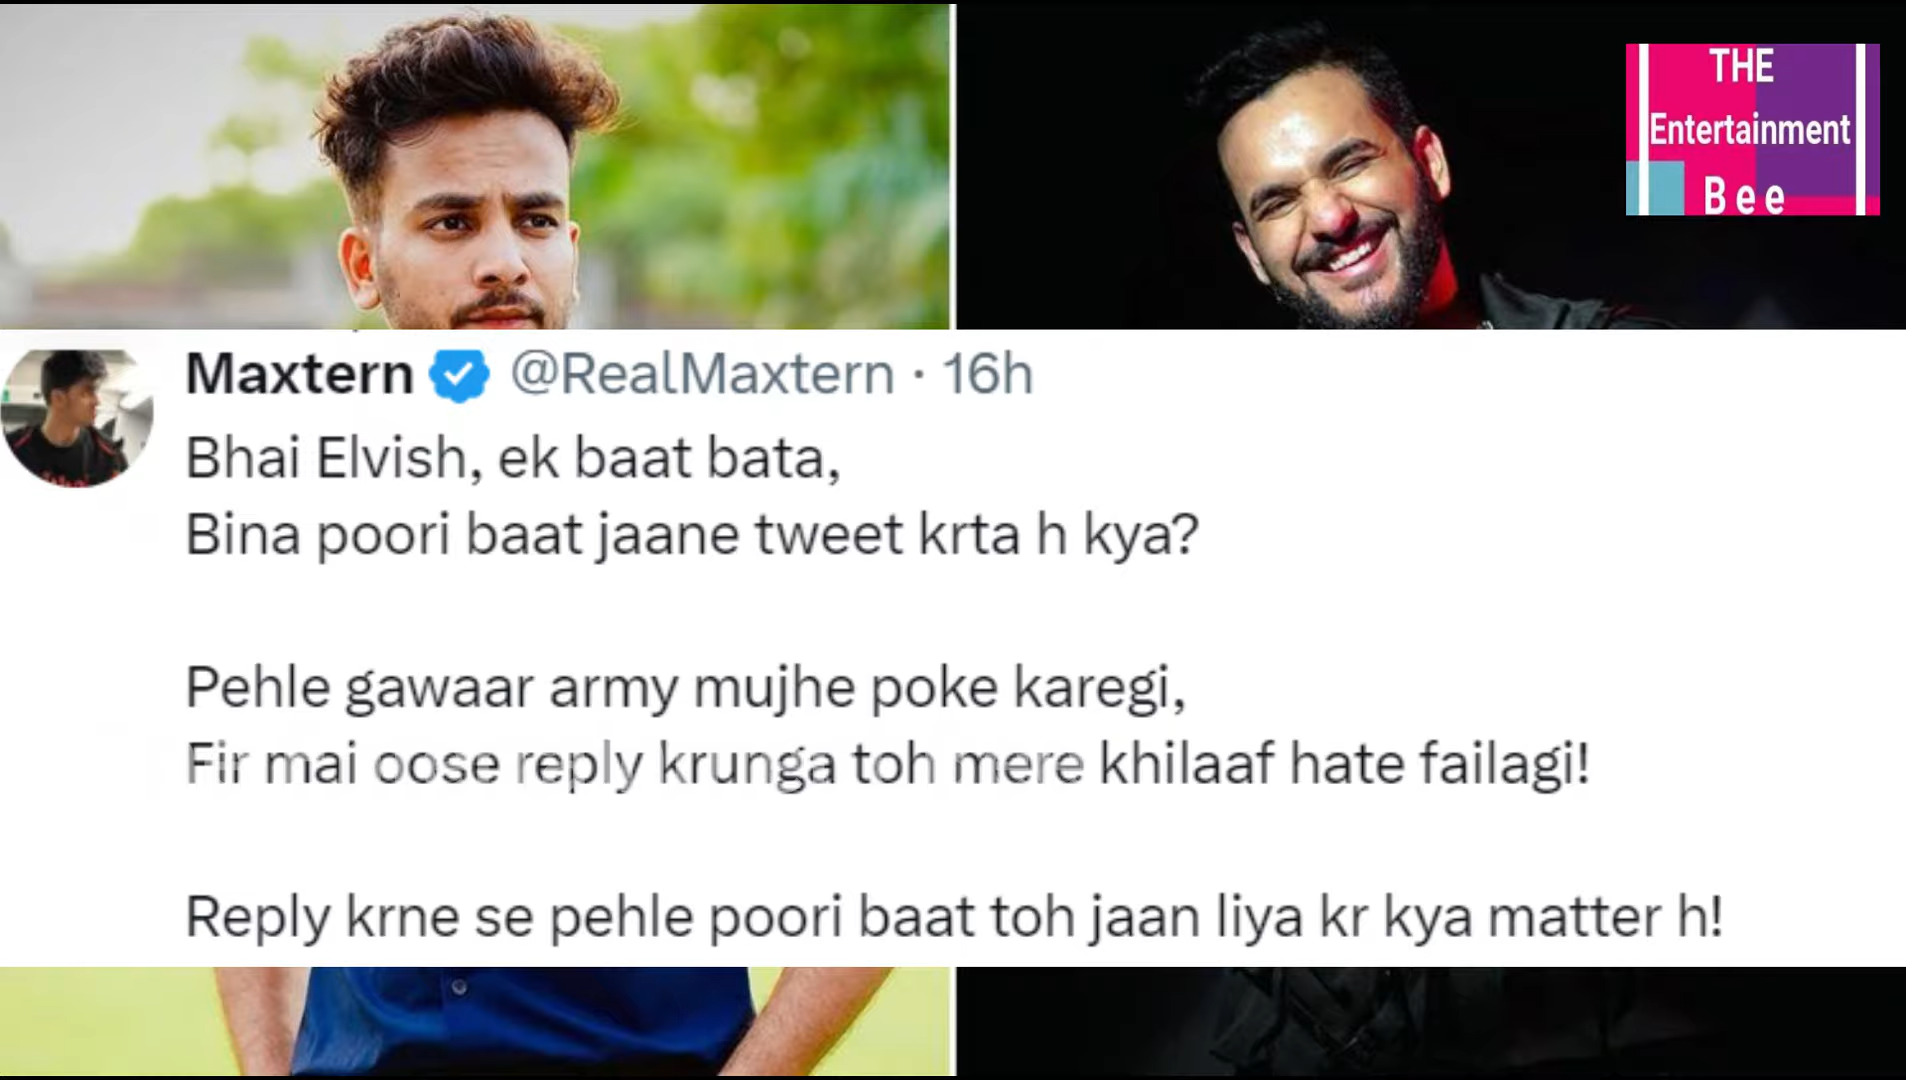 THE
Entertainment
Bee
Maxtern @RealMaxtern · 16h
Bhai Elvish, ek baat bata,
Bina poori baat jaane tweet krta h kya?
Pehle gawaar army mujhe poke karegi,
Fir mai oose reply krunga toh mere khilaaf hate failagi!
Reply krne se pehle poori baat toh jaan liya kr kya matter h!